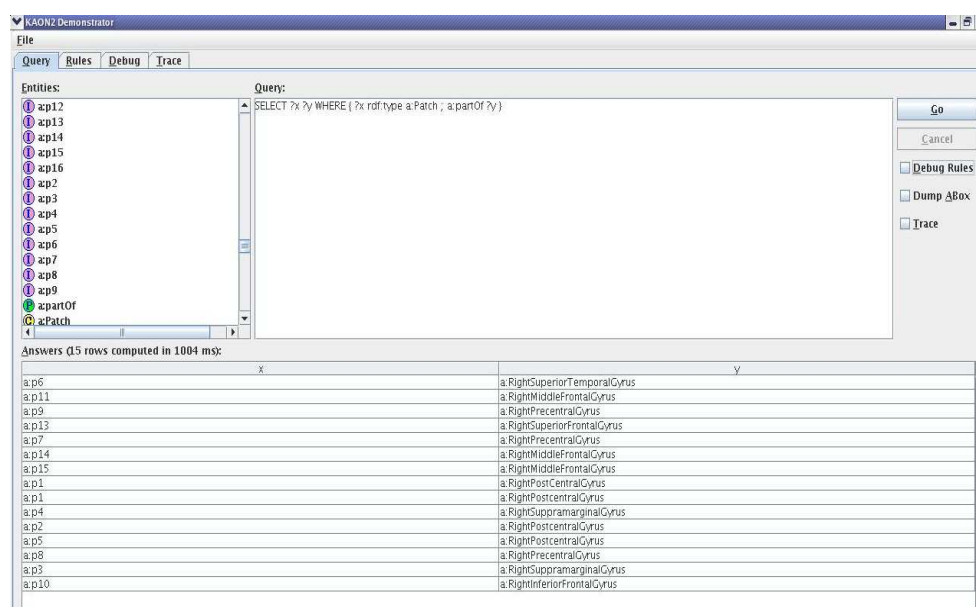 KAON2 Demonstrator
File
Query Rules Debug Trace
Entities:
a:p12
a:p13
a:p14
a:p15
a:p16
a:p2
a:p3
a:p4
a:p5
a:p6
a:p7
a:p8
a:p9
a:partOf
a:Patch
Query:
SELECT ?x ?y WHERE { ?x rdf:type a:Patch ; a:partOf ?y }
Go
Cancel
Debug Rules
Dump ABox
Trace
Answers (15 rows computed in 1004 ms):
x y
a:p6 a:RightSuperiorTemporalGyrus
a:p11 a:RightMiddleFrontalGyrus
a:p9 a:RightPrecentralGyrus
a:p13 a:RightSuperiorFrontalGyrus
a:p7 a:RightPrecentralGyrus
a:p14 a:RightMiddleFrontalGyrus
a:p15 a:RightMiddleFrontalGyrus
a:p1 a:RightPostCentralGyrus
a:p1 a:RightPostcentralGyrus
a:p4 a:RightSuppramarginalGyrus
a:p2 a:RightPostcentralGyrus
a:p5 a:RightPostcentralGyrus
a:p8 a:RightPrecentralGyrus
a:p3 a:RightSuppramarginalGyrus
a:p10 a:RightInferiorFrontalGyrus